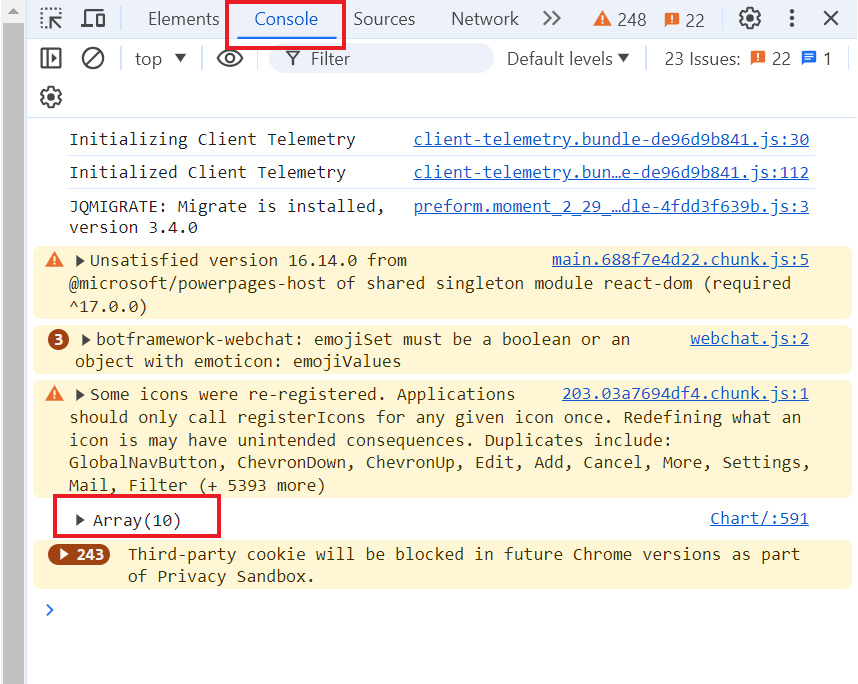 Elements Console Sources Network 248 22
top Filter Default levels 23 Issues: 22 1
Initializing Client Telemetry client-telemetry.bundle-de96d9b841.js:30
Initialized Client Telemetry client-telemetry.bun…e-de96d9b841.js:112
JQMIGRATE: Migrate is installed, preform.moment_2_29_…dle-4fdd3f639b.js:3
version 3.4.0
Unsatisfied version 16.14.0 from main.688f7e4d22.chunk.js:5
@microsoft/powerpages-host of shared singleton module react-dom (required
^17.0.0)
3 botframework-webchat: emojiSet must be a boolean or an webchat.js:2
object with emoticon: emojiValues
Some icons were re-registered. Applications 203.03a7694df4.chunk.js:1
should only call registerIcons for any given icon once. Redefining what an
icon is may have unintended consequences. Duplicates include:
GlobalNavButton, ChevronDown, ChevronUp, Edit, Add, Cancel, More, Settings,
Mail, Filter (+ 5393 more)
Array(10) Chart/:591
243 Third-party cookie will be blocked in future Chrome versions as part
of Privacy Sandbox.